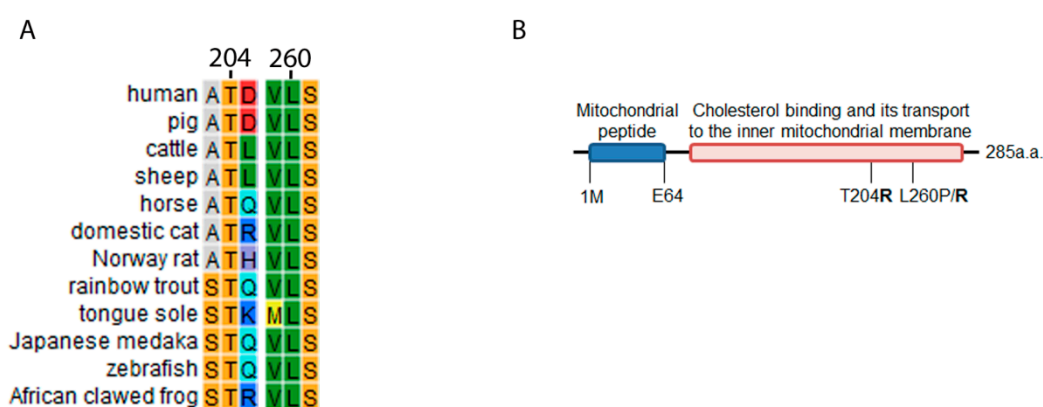 A
204 260
human A T D V L S
pig A T D V L S
cattle A T L V L S
sheep A T L V L S
horse A T Q V L S
domestic cat A T R V L S
Norway rat A T H V L S
rainbow trout S T Q V L S
tongue sole S T K M L S
Japanese medaka S T Q V L S
zebrafish S T Q V L S
African clawed frog S T R V L S
B
Mitochondrial
peptide
Cholesterol binding and its transport
to the inner mitochondrial membrane
285a.a.
1M E64 T204R L260P/R